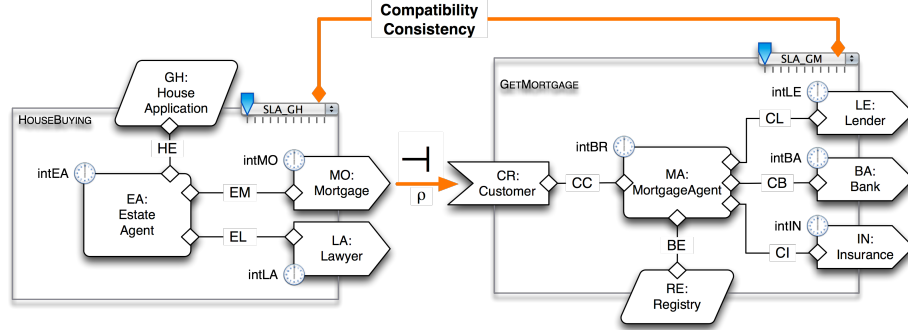 Compatibility
Consistency
GH:
House
Application
SLA_GH
HOUSEBUYING
HE
intEA
EA:
Estate
Agent
EM
EL
intMO
MO:
Mortgage
LA:
Lawyer
intLA
ρ
SLA_GM
GETMORTGAGE
CR:
Customer
CC
intBR
MA:
MortgageAgent
BE
RE:
Registry
CL
CB
CI
intLE
LE:
Lender
intBA
BA:
Bank
intIN
IN:
Insurance